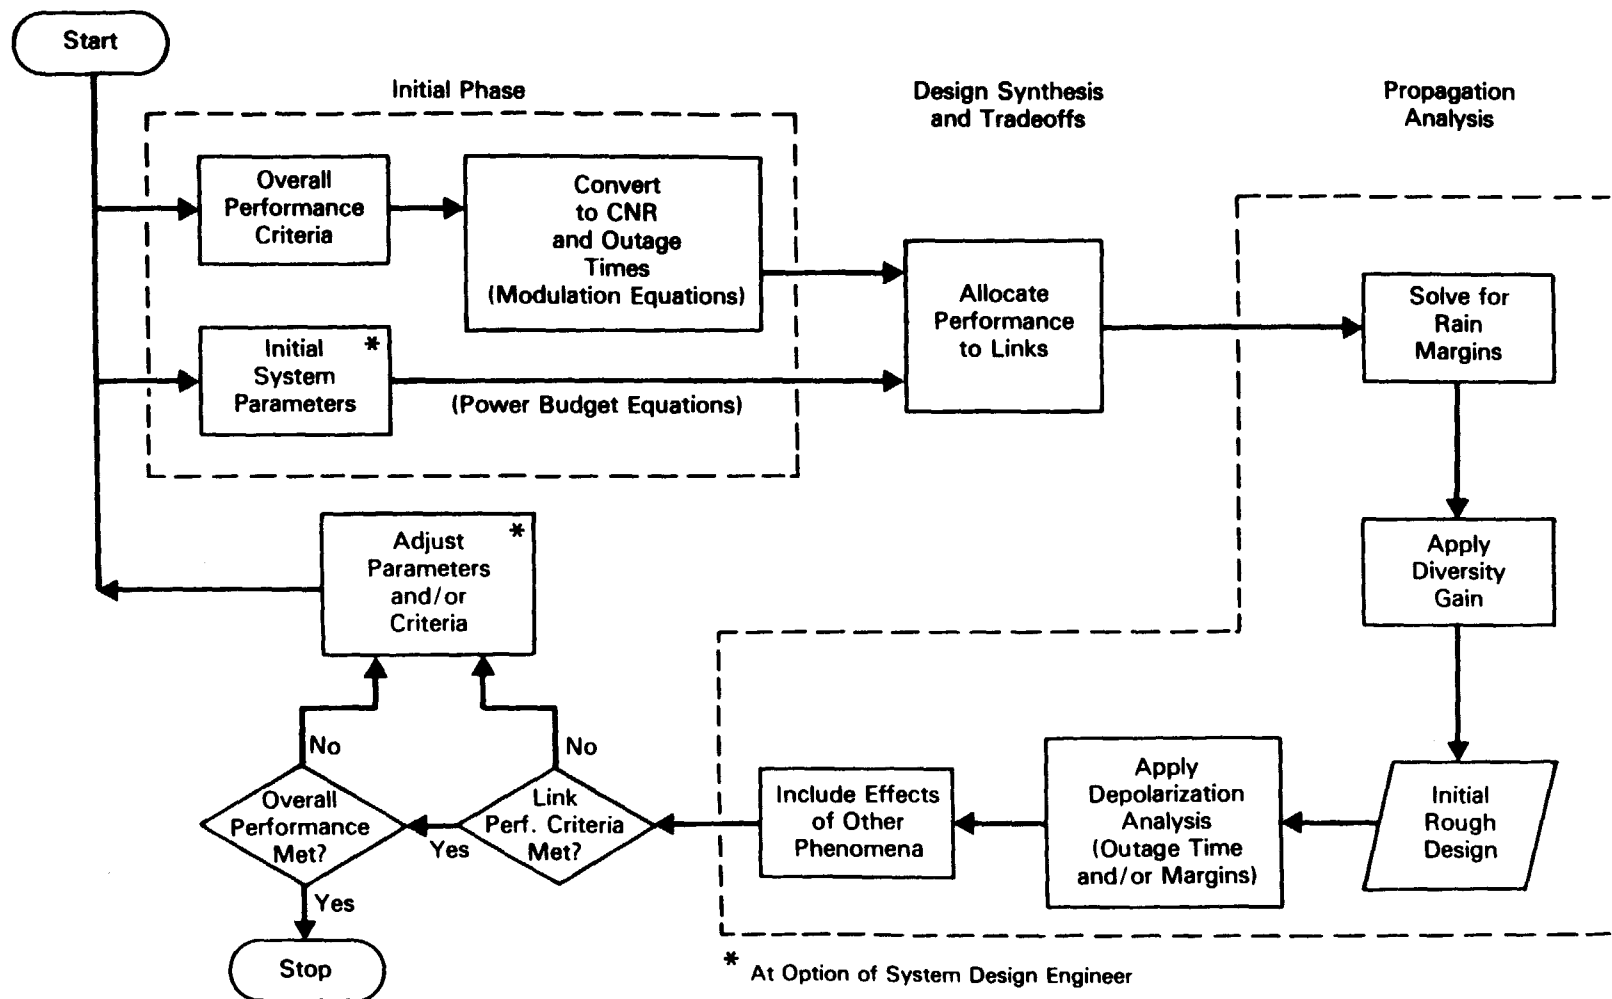 Start
Initial Phase
Design Synthesis
and Tradeoffs
Propagation
Analysis
Overall
Performance
Criteria
Convert
to CNR
and Outage
Times
(Modulation Equations)
Initial *
System
Parameters
(Power Budget Equations)
Allocate
Performance
to Links
Solve for
Rain
Margins
Apply
Diversity
Gain
Initial
Rough
Design
Apply
Depolarization
Analysis
(Outage Time
and/or Margins)
Include Effects
of Other
Phenomena
Link
Perf. Criteria
Met?
No
Yes
Overall
Performance
Met?
No
Yes
Adjust *
Parameters
and/or
Criteria
Stop
* At Option of System Design Engineer